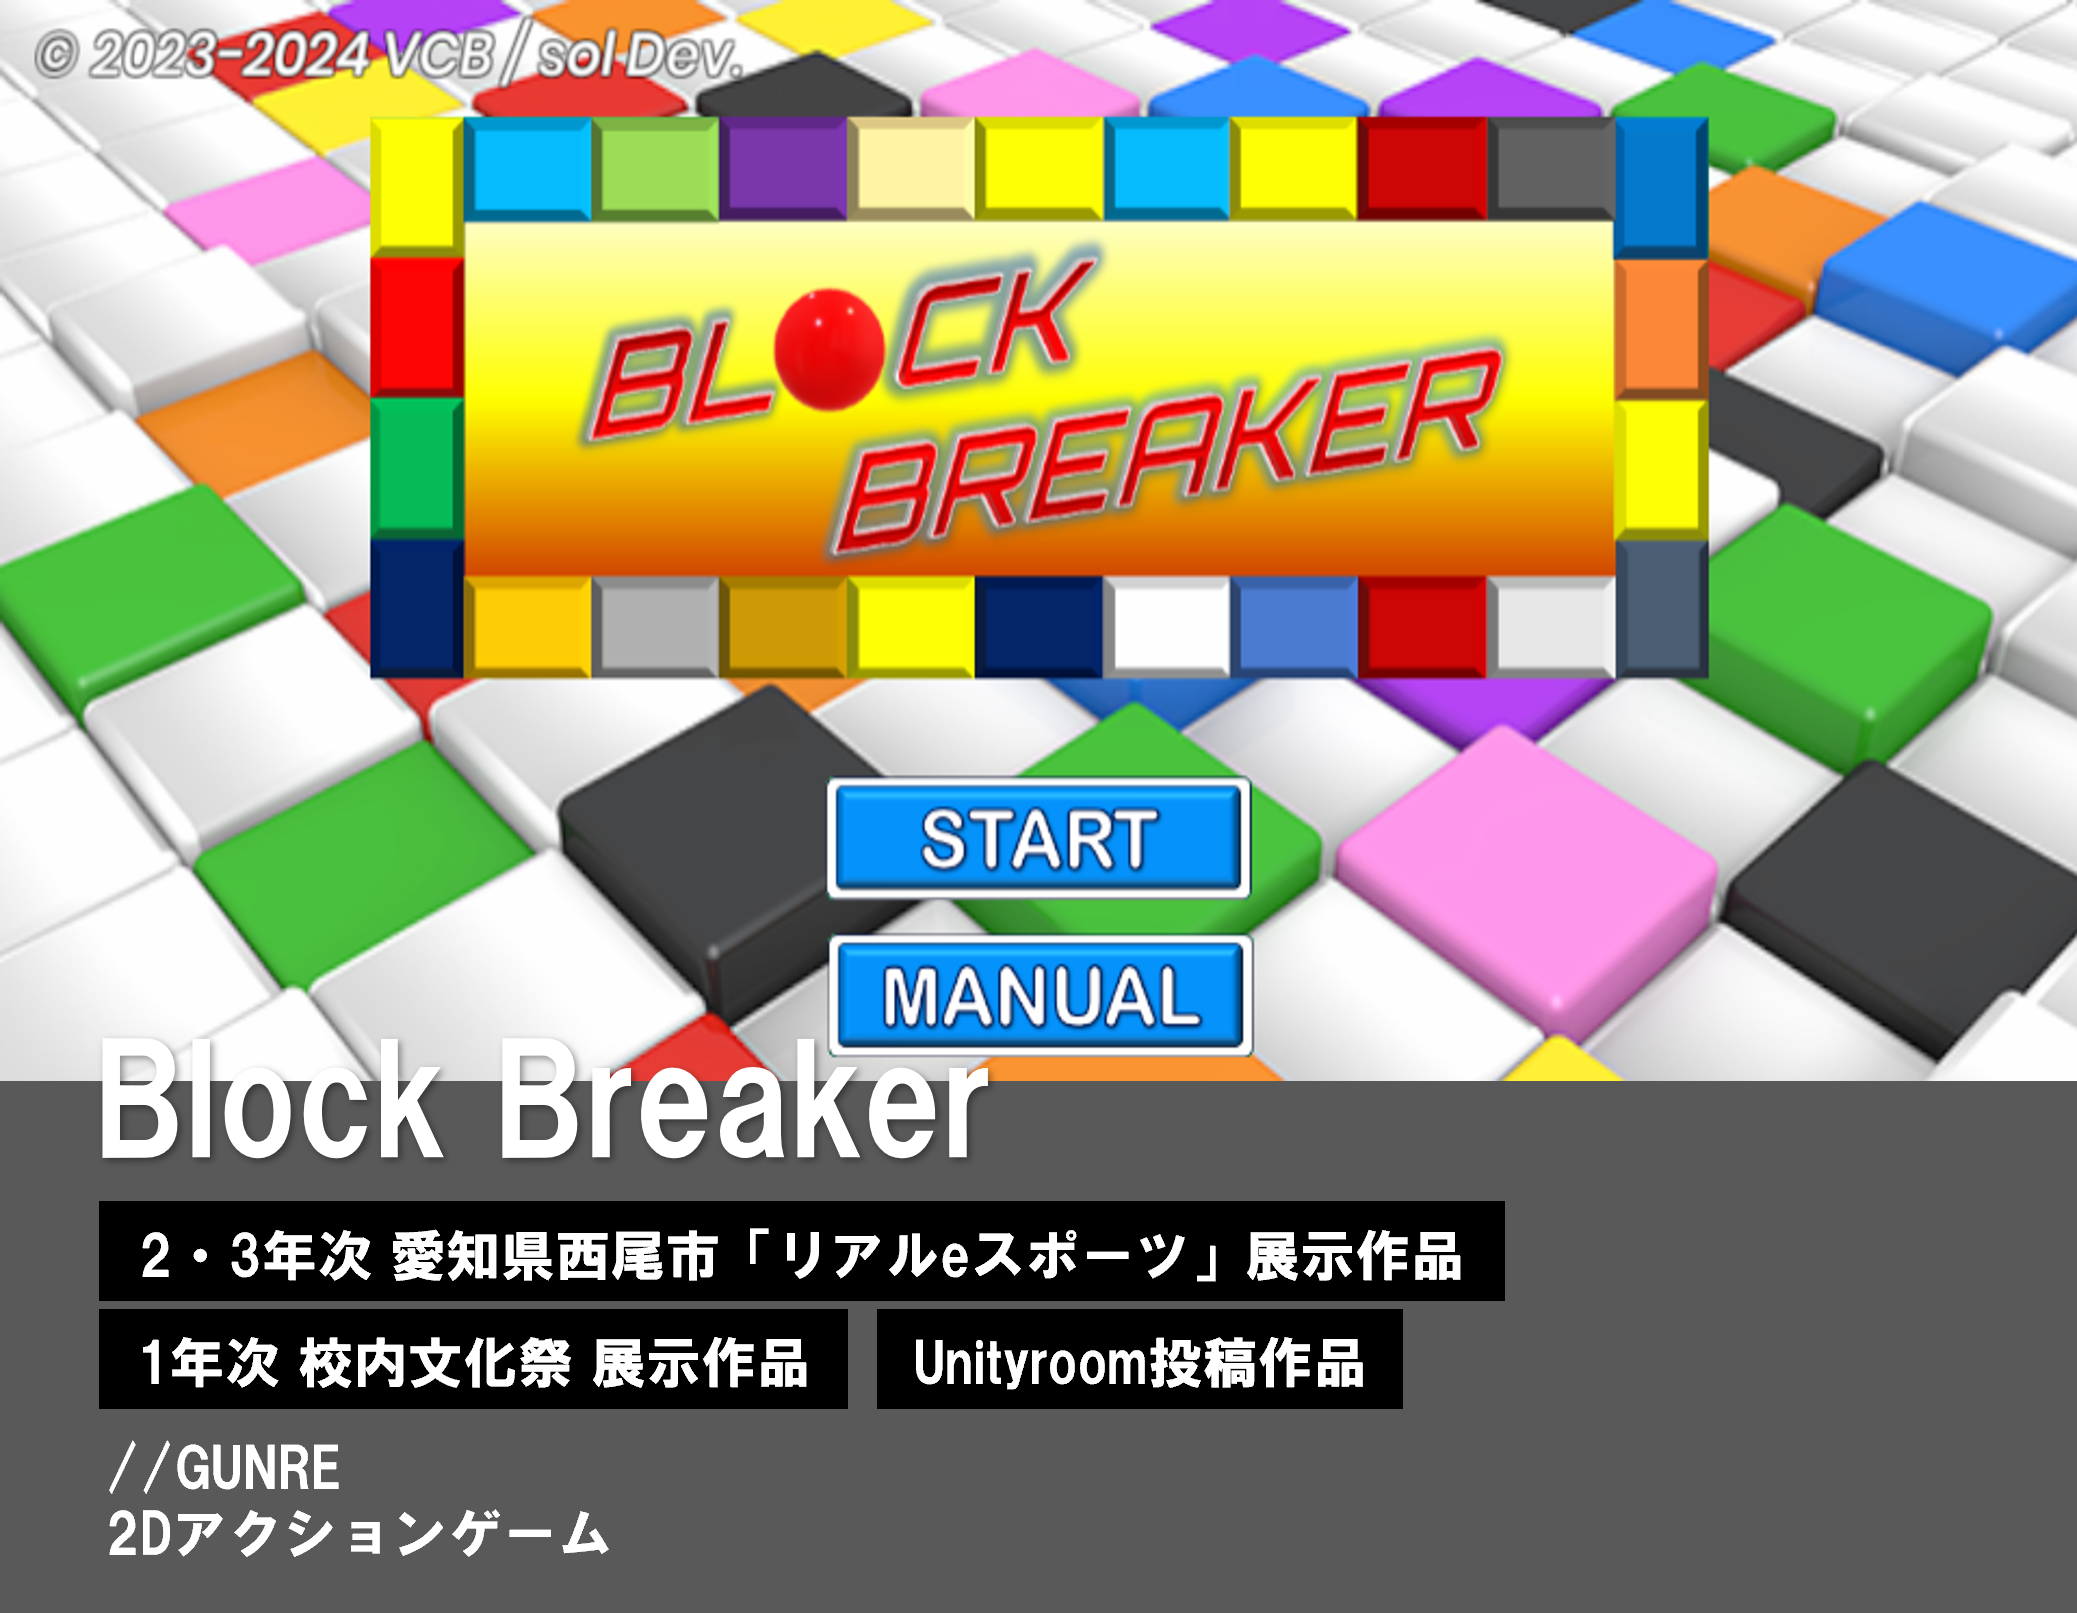 © 2023-2024 VCB / sol Dev.
BLOCK
BREAKER
START
MANUAL
Block Breaker
2・3年次 愛知県西尾市「リアルeスポーツ」展示作品
1年次 校内文化祭 展示作品
Unityroom投稿作品
//GUNRE
2Dアクションゲーム